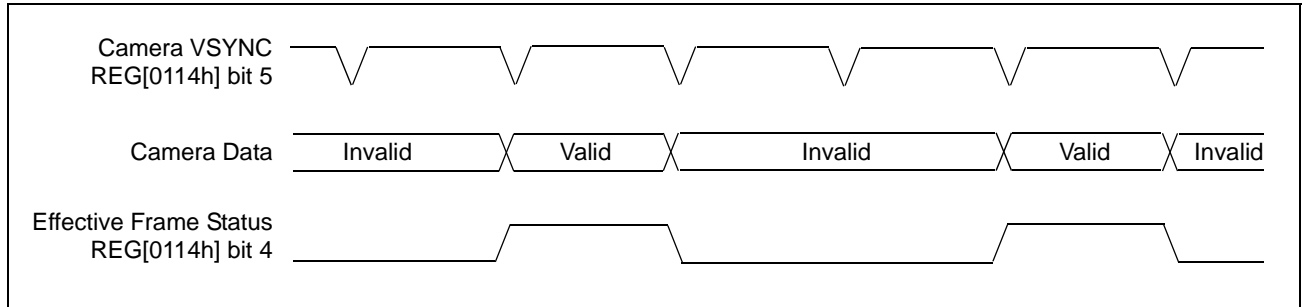 Camera VSYNC
REG[0114h] bit 5
Camera Data
Invalid Valid Invalid Valid Invalid
Effective Frame Status
REG[0114h] bit 4